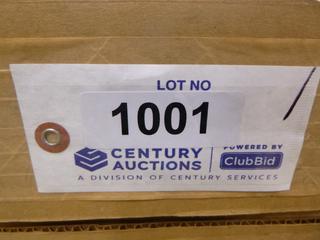 LOT NO
1001
CENTURY
AUCTIONS
POWERED BY
ClubBid
A DIVISION OF CENTURY SERVICES